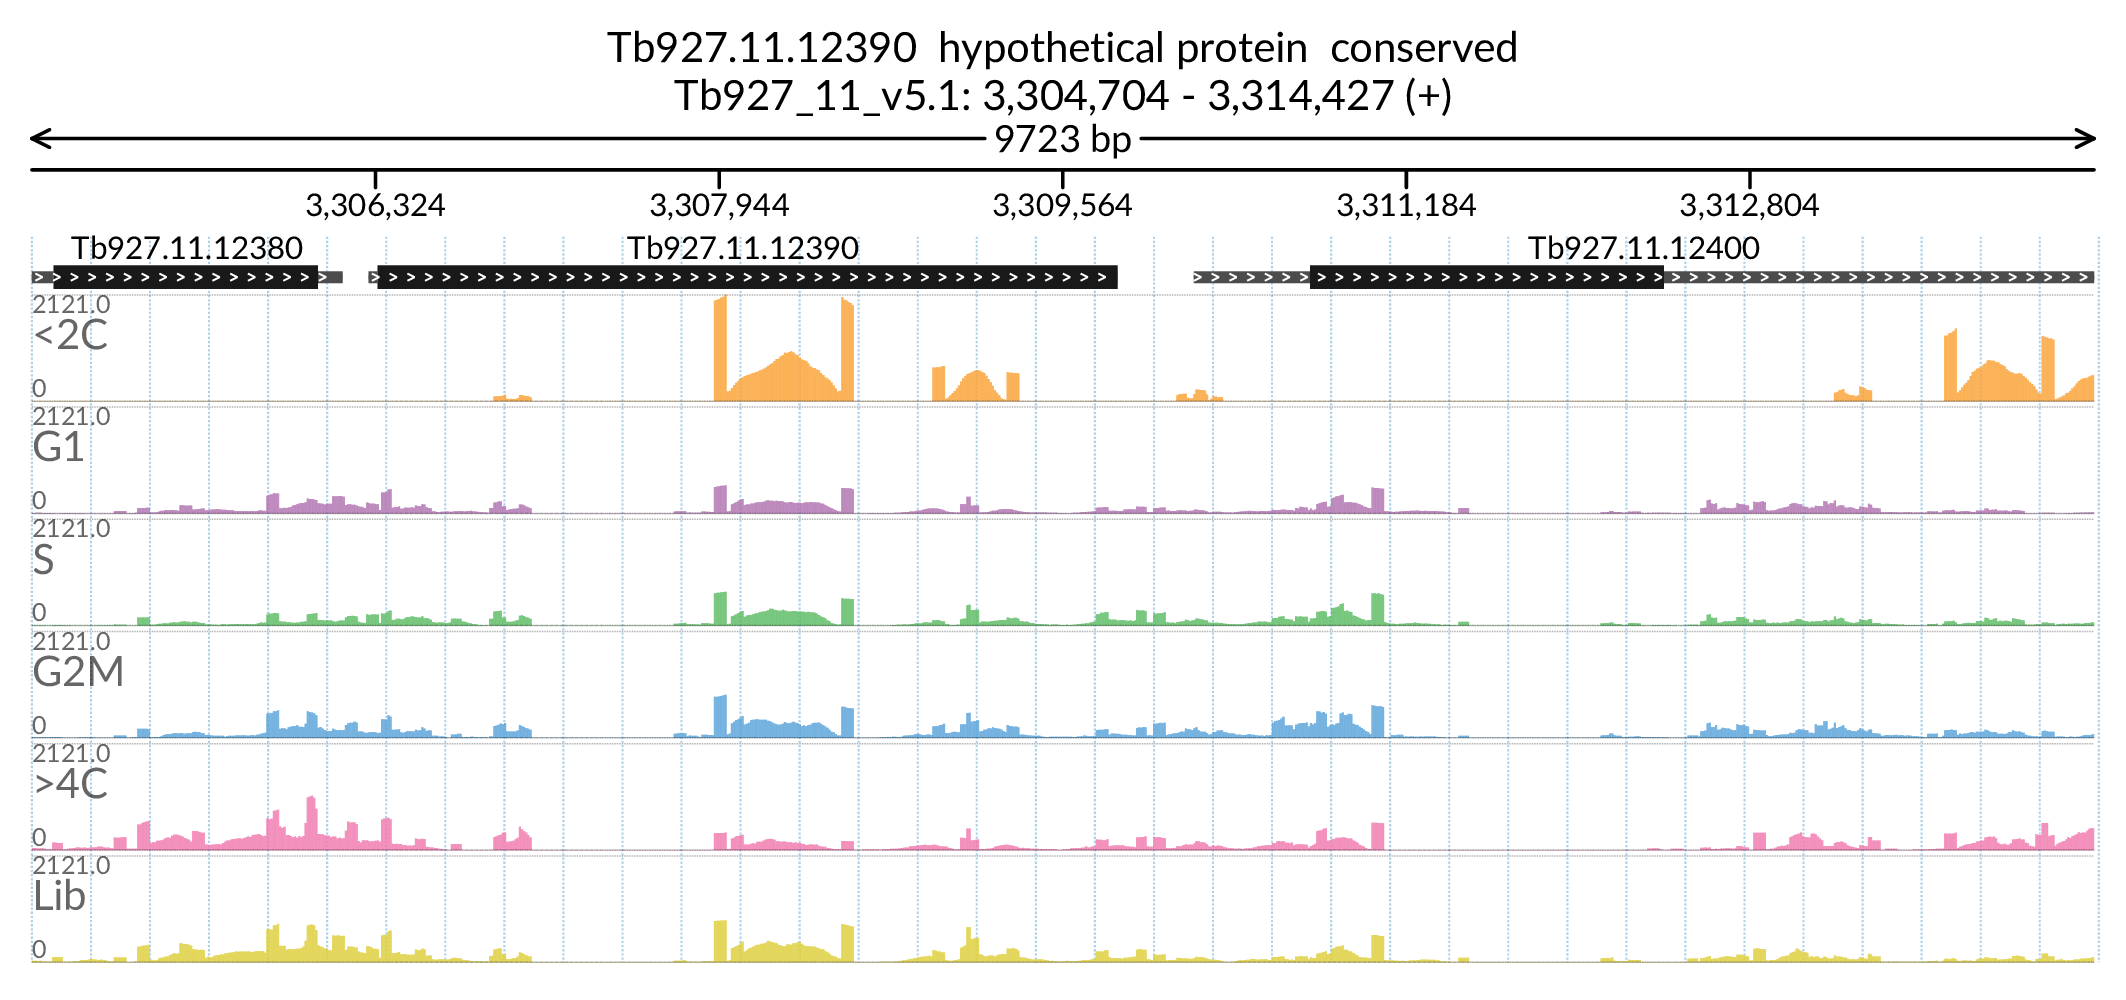 Tb927.11.12390  hypothetical protein  conserved
Tb927_11_v5.1: 3,304,704 - 3,314,427 (+)
9723 bp
3,306,324 3,307,944 3,309,564 3,311,184 3,312,804
Tb927.11.12380 Tb927.11.12390 Tb927.11.12400
2121.0
<2C
0
2121.0
G1
0
2121.0
S
0
2121.0
G2M
0
2121.0
>4C
0
2121.0
Lib
0